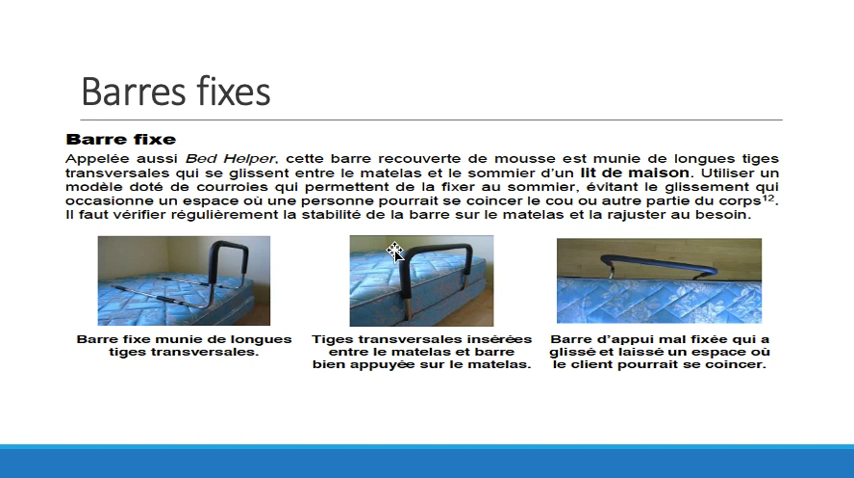 Barres fixes
Barre fixe
Appelée aussi Bed Helper, cette barre recouverte de mousse est munie de longues tiges
transversales qui se glissent entre le matelas et le sommier d'un lit de maison. Utiliser un
modèle doté de courroies qui permettent de la fixer au sommier, évitant le glissement qui
occasionne un espace où une personne pourrait se coincer le cou ou autre partie du corps¹².
Il faut vérifier régulièrement la stabilité de la barre sur le matelas et la rajuster au besoin.
Barre fixe munie de longues
tiges transversales.
Tiges transversales insérées
entre le matelas et barre
bien appuyée sur le matelas.
Barre d'appui mal fixée qui a
glissé et laissé un espace où
le client pourrait se coincer.